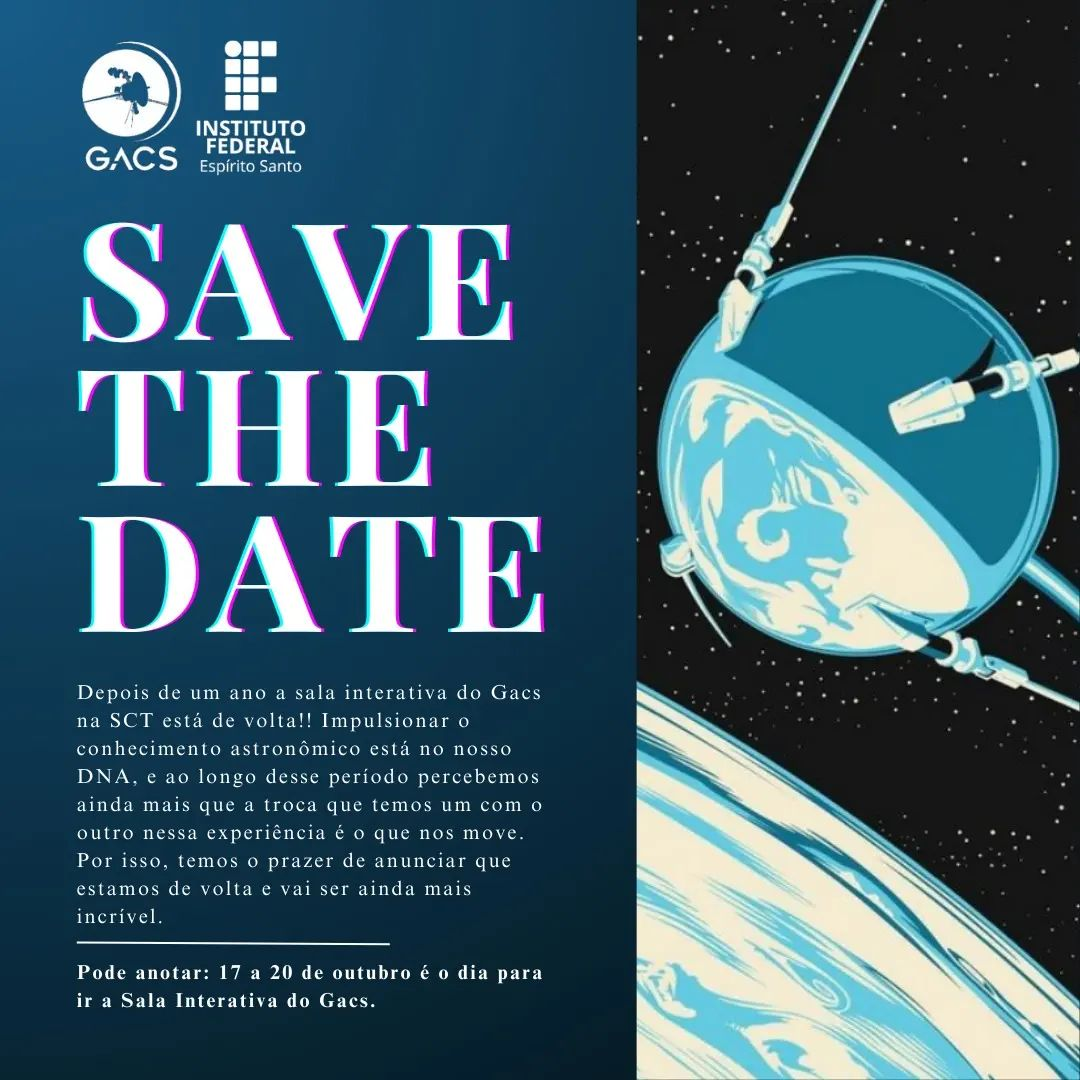 GACS
INSTITUTO
FEDERAL
Espírito Santo
SAVE
THE
DATE
Depois de um ano a sala interativa do Gacs
na SCT está de volta!! Impulsionar o
conhecimento astronômico está no nosso
DNA, e ao longo desse período percebemos
ainda mais que a troca que temos um com o
outro nessa experiência é o que nos move.
Por isso, temos o prazer de anunciar que
estamos de volta e vai ser ainda mais
incrível.
Pode anotar: 17 a 20 de outubro é o dia para
ir a Sala Interativa do Gacs.